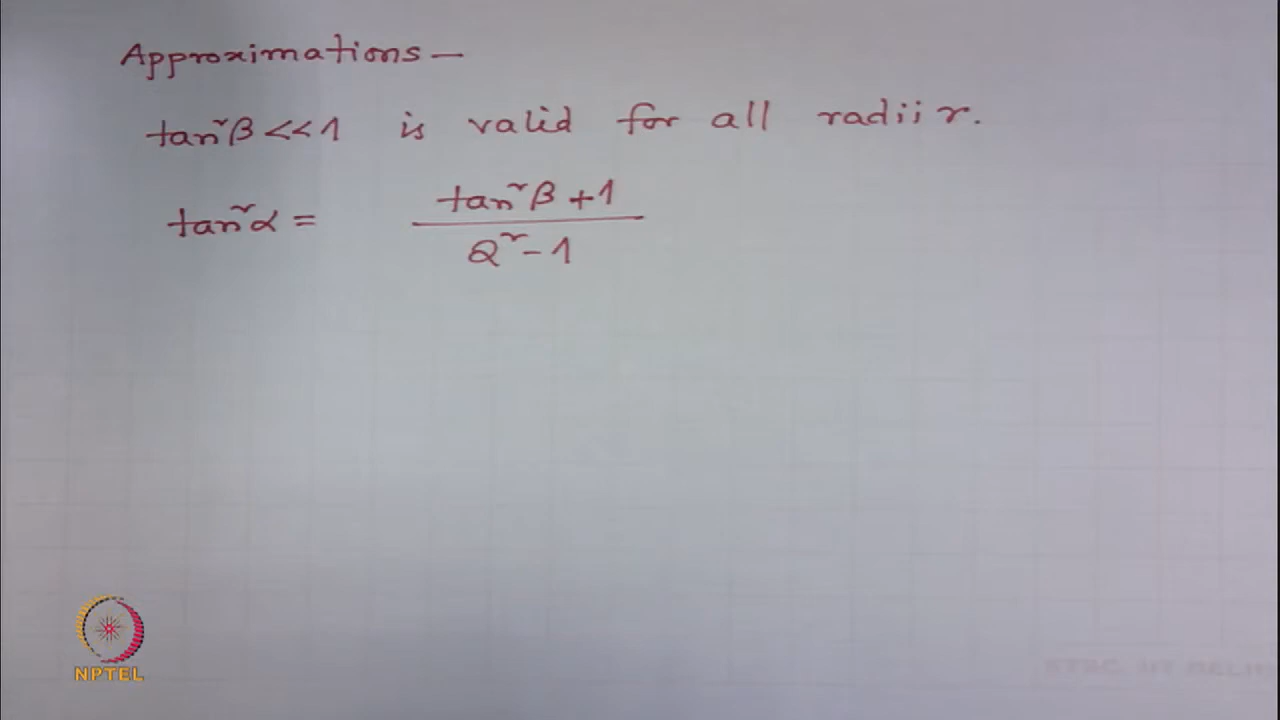 Approximations —
tan²β << 1 is valid for all radii r.
tan²α = (tan²β + 1) / (Q² - 1)
NPTEL